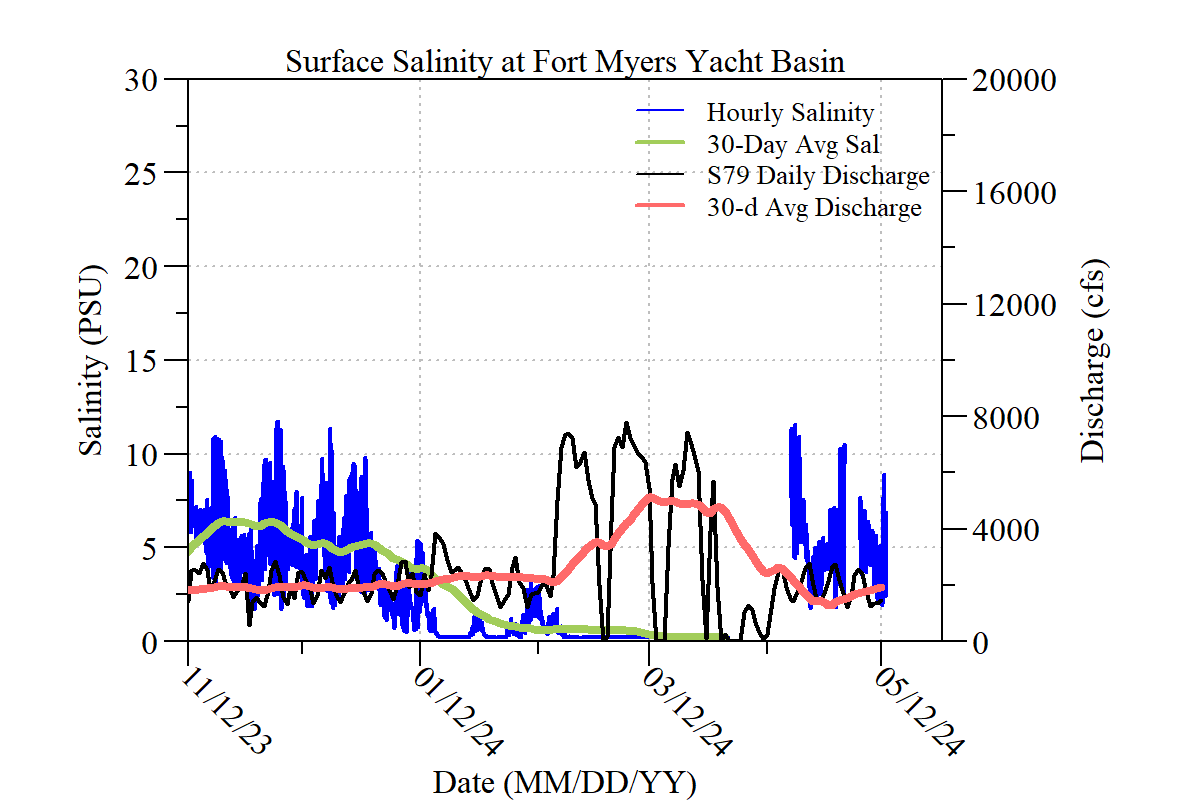 Surface Salinity at Fort Myers Yacht Basin
30
25
20
15
10
5
0
Salinity (PSU)
Hourly Salinity
30-Day Avg Sal
S79 Daily Discharge
30-d Avg Discharge
20000
16000
12000
8000
4000
0
Discharge (cfs)
11/12/23
01/12/24
03/12/24
05/12/24
Date (MM/DD/YY)